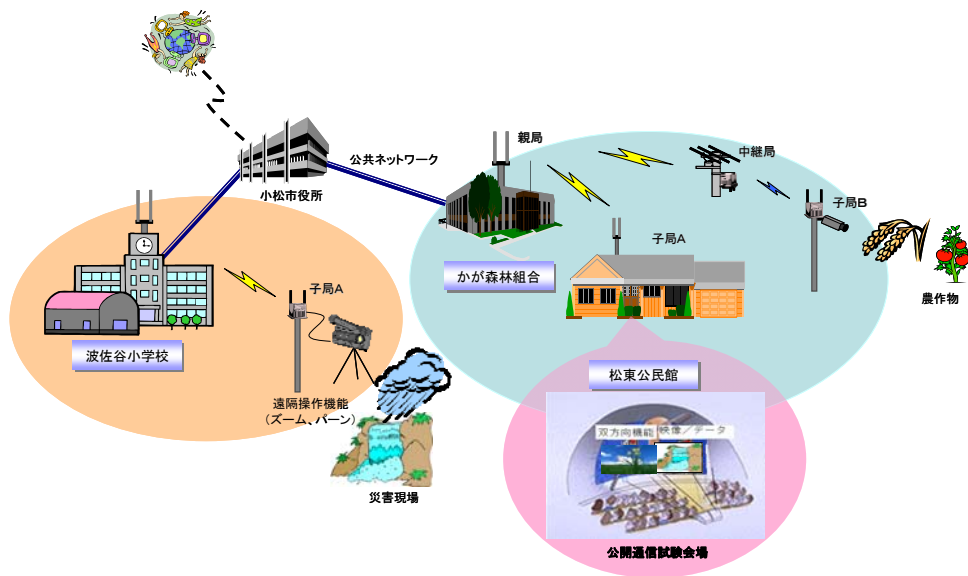 親局
中継局
公共ネットワーク
小松市役所
子局B
子局A
かが森林組合
子局A
農作物
波佐谷小学校
松東公民館
遠隔操作機能
(ズーム、パーン)
双方向機能
映像/データ
災害現場
公開通信試験会場